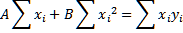 A∑xᵢ + B∑xᵢ² = ∑xᵢyᵢ